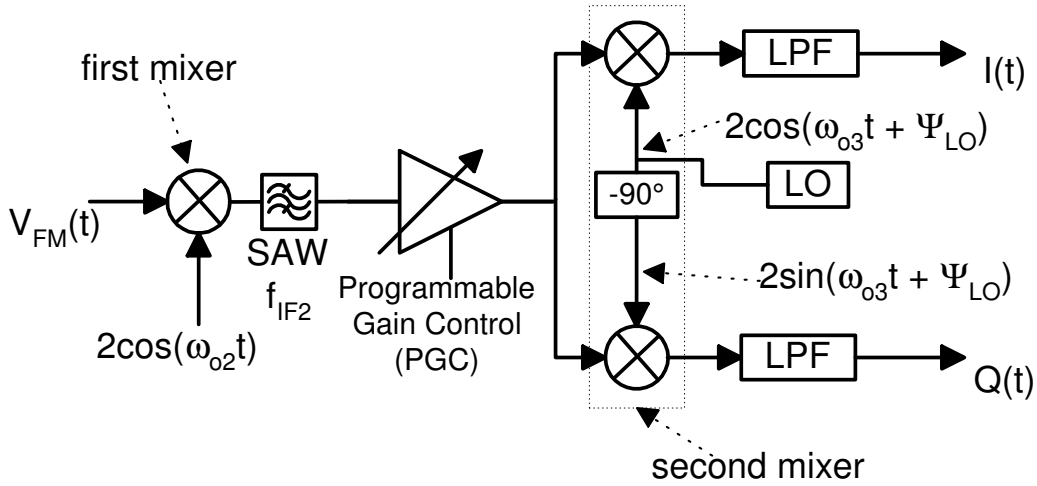 first mixer
V_FM(t)
2cos(ω_o2t)
SAW
f_IF2
Programmable
Gain Control
(PGC)
LPF
I(t)
2cos(ω_o3t + Ψ_LO)
-90°
LO
2sin(ω_o3t + Ψ_LO)
LPF
Q(t)
second mixer